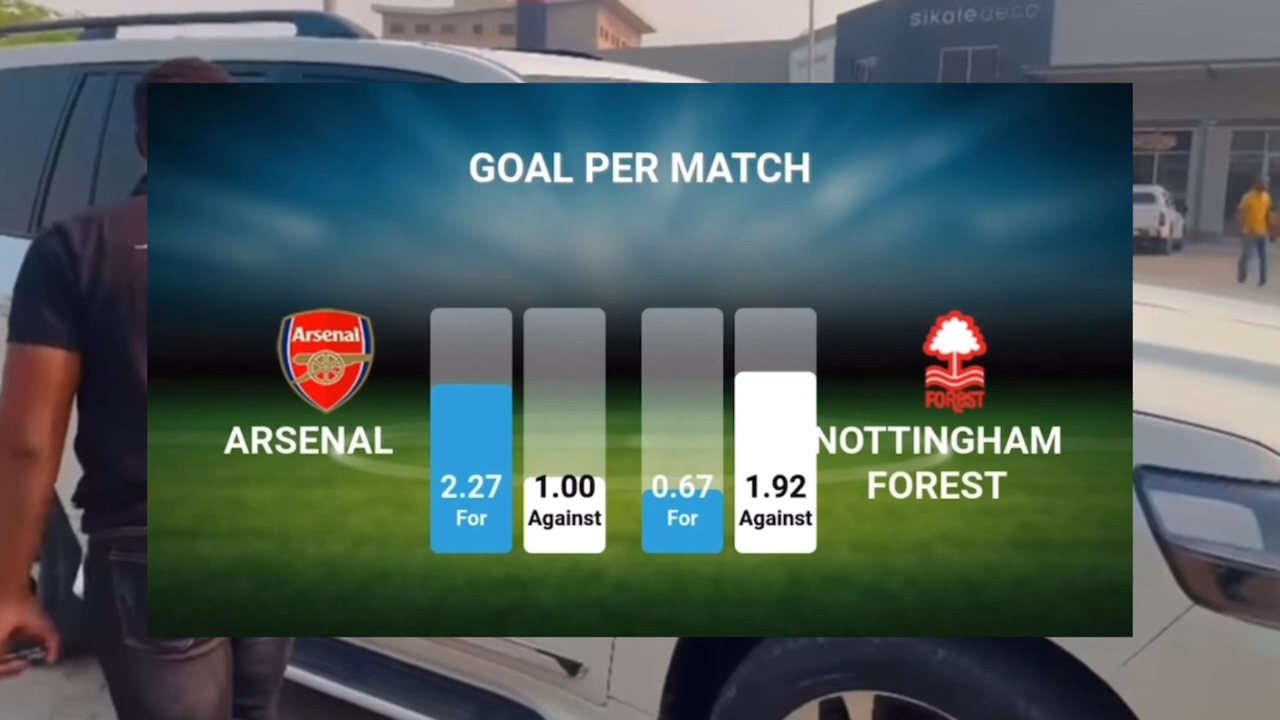 sikafedeco
GOAL PER MATCH
Arsenal
ARSENAL
2.27
For
1.00
Against
0.67
For
1.92
Against
FOREST
NOTTINGHAM
FOREST